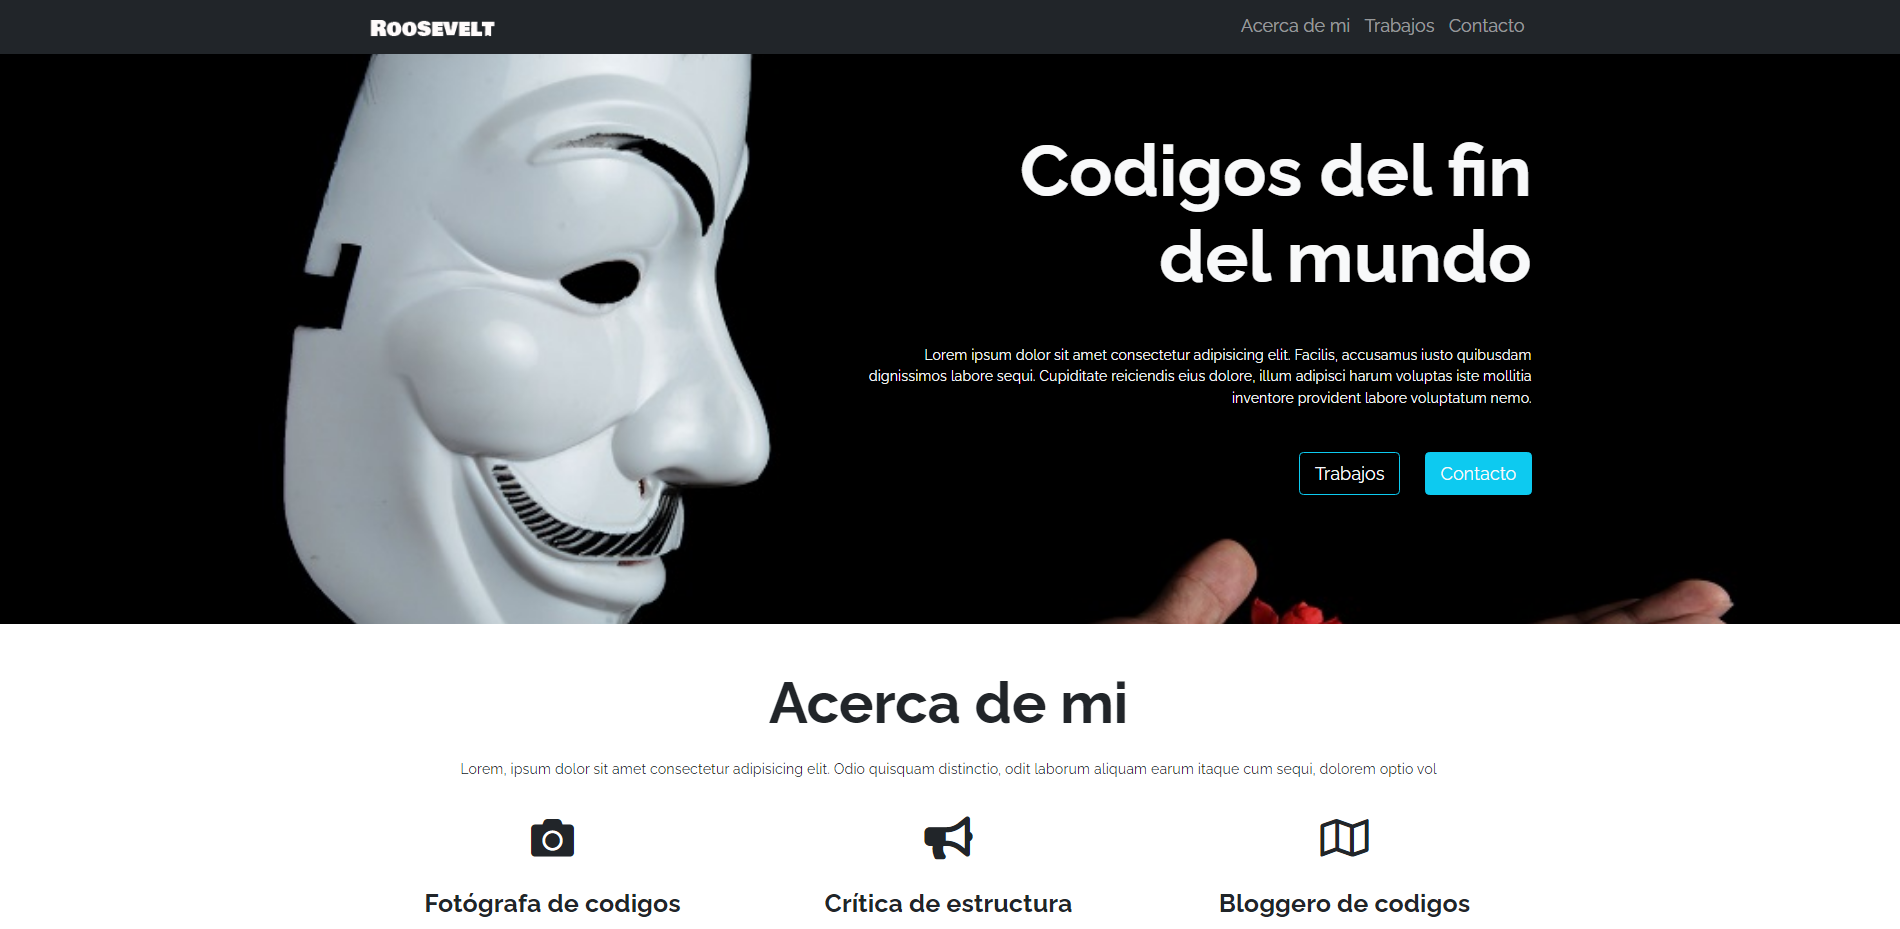 Roosevelt
Acerca de mi Trabajos Contacto
Codigos del fin
del mundo
Lorem ipsum dolor sit amet consectetur adipisicing elit. Facilis, accusamus iusto quibusdam
dignissimos labore sequi. Cupiditate reiciendis eius dolore, illum adipisci harum voluptas iste mollitia
inventore provident labore voluptatum nemo.
Trabajos Contacto
Acerca de mi
Lorem, ipsum dolor sit amet consectetur adipisicing elit. Odio quisquam distinctio, odit laborum aliquam earum itaque cum sequi, dolorem optio vol
Fotógrafa de codigos
Crítica de estructura
Bloggero de codigos